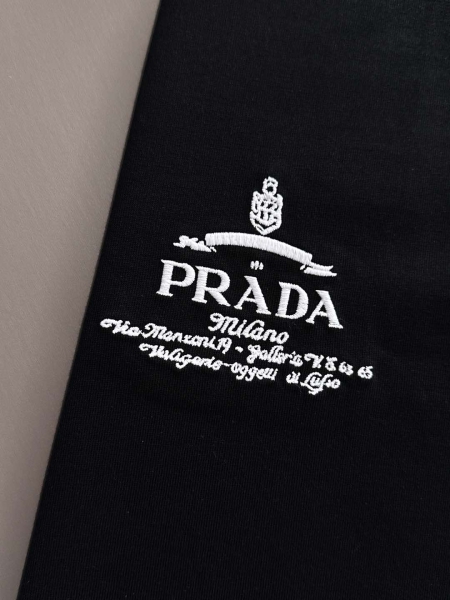 PRADA
Milano
Via Manzoni, 19 - Galleria V. E. 63 65
Valigerie - oggetti di Lusso